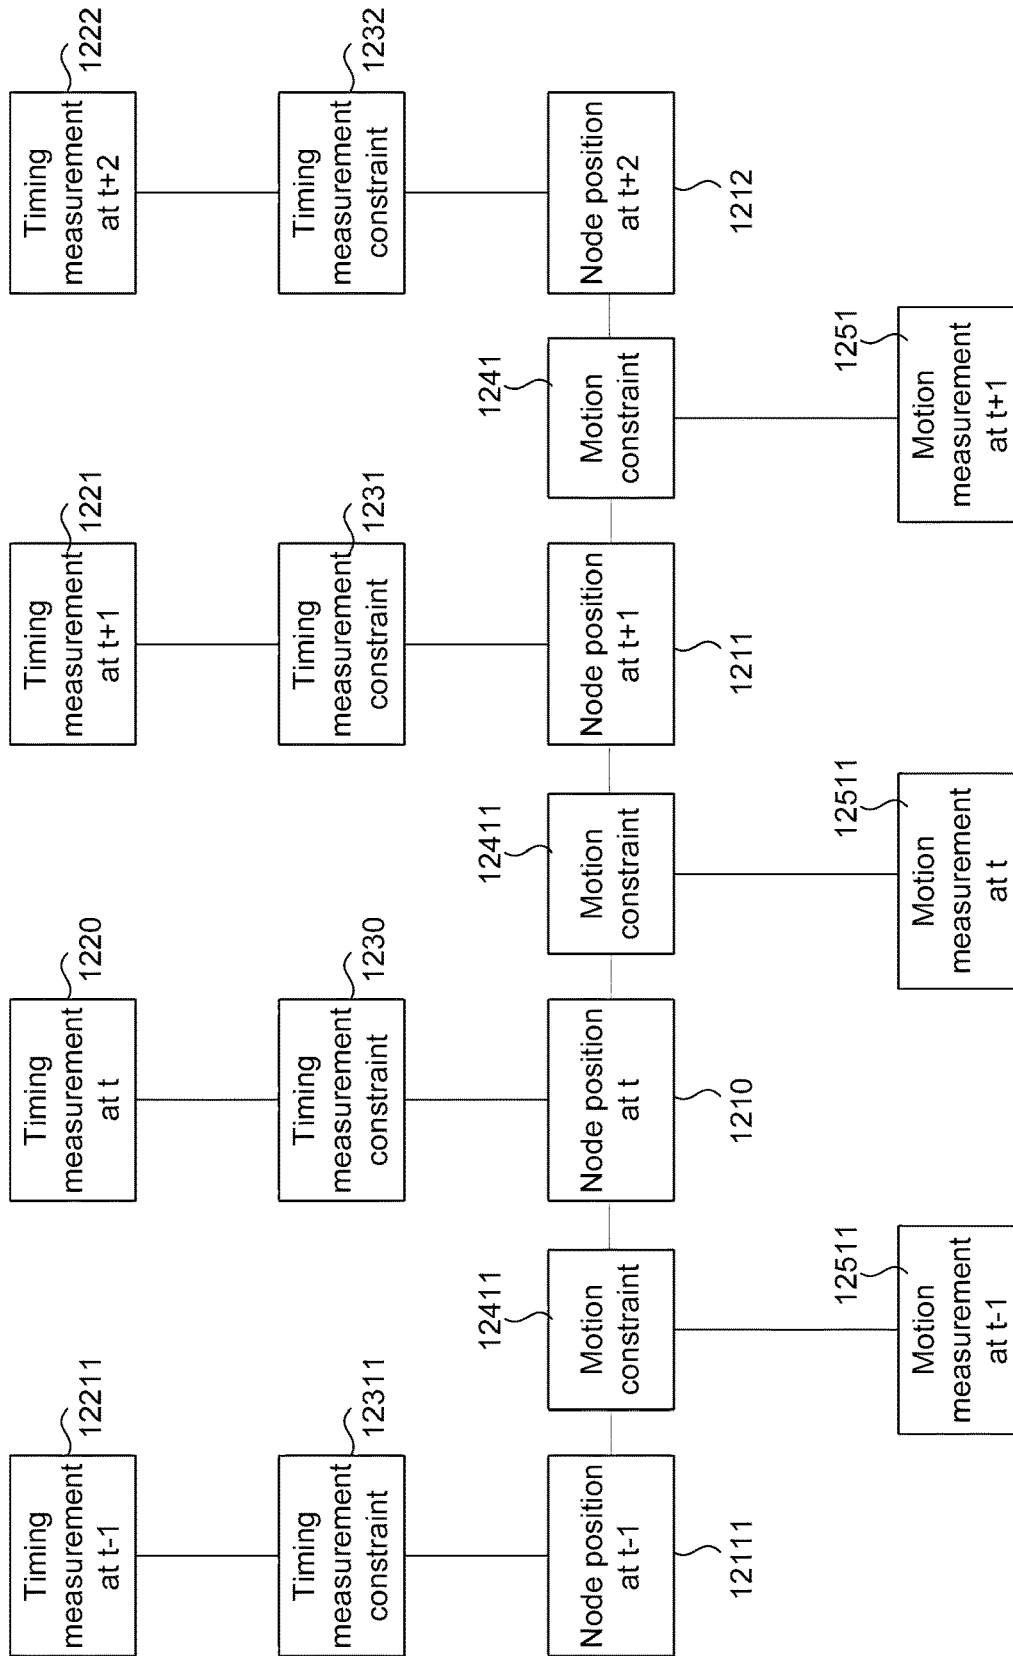 Timing
measurement
at t-1
12211
Timing
measurement
at t
1220
Timing
measurement
at t+1
1221
Timing
measurement
at t+2
1222
Timing
measurement
constraint
12311
Timing
measurement
constraint
1230
Timing
measurement
constraint
1231
Timing
measurement
constraint
1232
Node position
at t-1
12111
Motion
constraint
12411
Node position
at t
1210
Motion
constraint
12411
Node position
at t+1
1211
Motion
constraint
1241
Node position
at t+2
1212
Motion
measurement
at t-1
12511
Motion
measurement
at t
12511
Motion
measurement
at t+1
1251